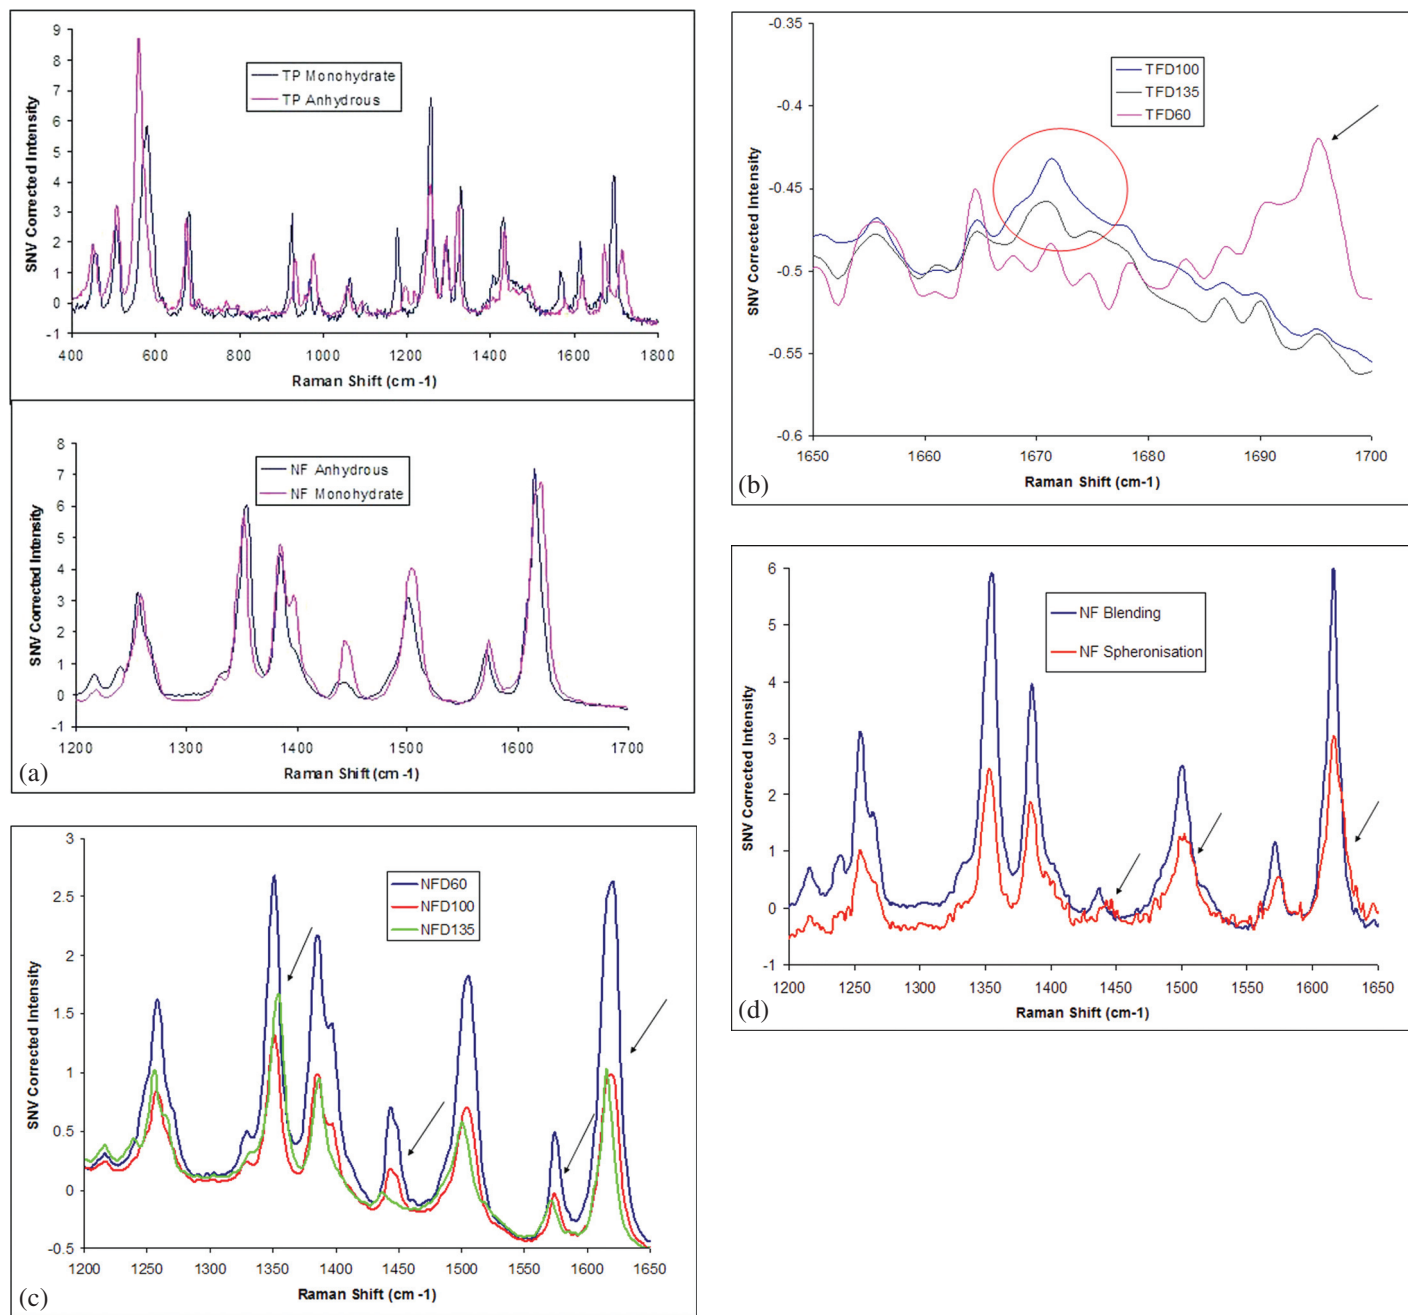 9
8
7
6
5
4
3
2
1
0
-1
SNV Corrected Intensity
TP Monohydrate
TP Anhydrous
400 600 800 1000 1200 1400 1600 1800
Raman Shift (cm -1)
8
7
6
5
4
3
2
1
0
-1
SNV Corrected Intensity
NF Anhydrous
NF Monohydrate
1200 1300 1400 1500 1600 1700
Raman Shift (cm -1)
(a)
-0.35
-0.4
-0.45
-0.5
-0.55
-0.6
SNV Corrected Intensity
TFD100
TFD135
TFD60
1650 1660 1670 1680 1690 1700
Raman Shift (cm-1)
(b)
3
2.5
2
1.5
1
0.5
0
-0.5
SNV Corrected Intensity
NFD60
NFD100
NFD135
1200 1250 1300 1350 1400 1450 1500 1550 1600 1650
Raman Shift (cm-1)
(c)
6
5
4
3
2
1
0
-1
SNV Corrected Intensity
NF Blending
NF Spheronisation
1200 1250 1300 1350 1400 1450 1500 1550 1600 1650
Raman Shift (cm-1)
(d)